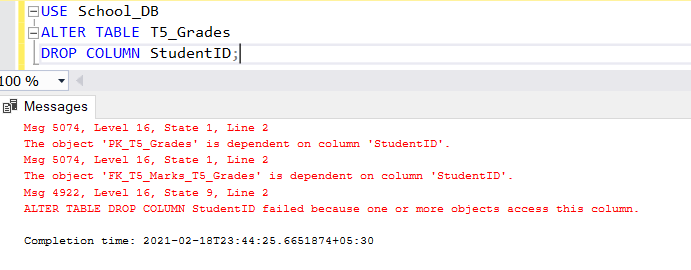 USE School_DB
ALTER TABLE T5_Grades
DROP COLUMN StudentID;
100 %
Messages
Msg 5074, Level 16, State 1, Line 2
The object 'PK_T5_Grades' is dependent on column 'StudentID'.
Msg 5074, Level 16, State 1, Line 2
The object 'FK_T5_Marks_T5_Grades' is dependent on column 'StudentID'.
Msg 4922, Level 16, State 9, Line 2
ALTER TABLE DROP COLUMN StudentID failed because one or more objects access this column.
Completion time: 2021-02-18T23:44:25.6651874+05:30